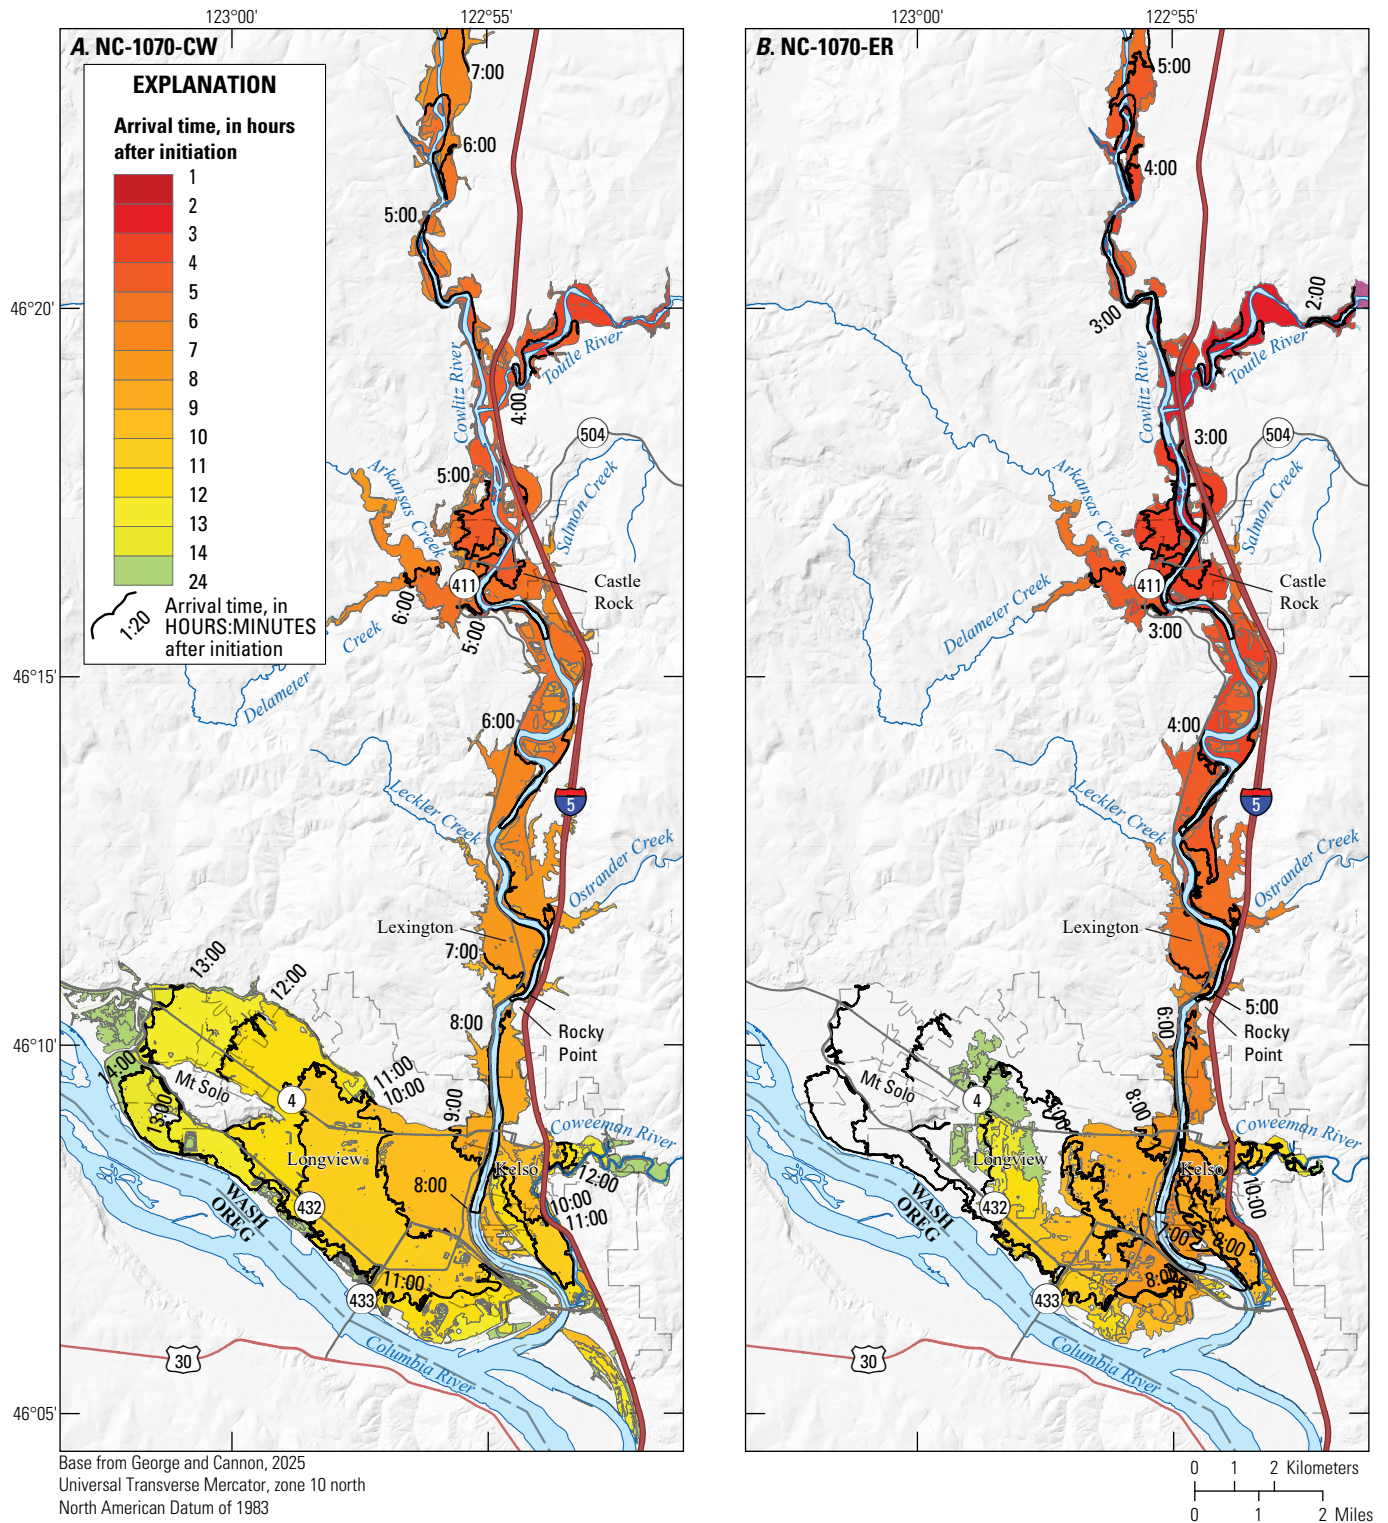 123°00'
122°55'
123°00'
122°55'
A. NC-1070-CW
EXPLANATION
Arrival time, in hours
after initiation
1
2
3
4
5
6
7
8
9
10
11
12
13
14
24
1:20
Arrival time, in
HOURS:MINUTES
after initiation
46°20'
46°15'
46°10'
46°05'
7:00
6:00
5:00
Cowlitz River
Toutle River
4:00
504
5:00
Arkansas Creek
Salmon Creek
411
Castle
Rock
6:00
5:00
Creek
Delameter
6:00
5
Leckler Creek
Ostrander Creek
Lexington
7:00
13:00
12:00
8:00
Rocky
Point
14:00
Mt Solo
11:00
10:00
4
9:00
13:00
Coweeman River
Longview
Kelso
12:00
8:00
10:00
11:00
WASH
OREG
432
11:00
433
30
Columbia River
B. NC-1070-ER
5:00
4:00
2:00
3:00
Cowlitz River
Toutle River
3:00
504
Arkansas Creek
Salmon Creek
411
Castle
Rock
Delameter Creek
3:00
4:00
5
Leckler Creek
Ostrander Creek
Lexington
5:00
6:00
Rocky
Point
Mt Solo
4
8:00
Coweeman River
Longview
Kelso
10:00
WASH
OREG
432
8:00
433
30
Columbia River
Base from George and Cannon, 2025
Universal Transverse Mercator, zone 10 north
North American Datum of 1983
0 1 2 Kilometers
0 1 2 Miles